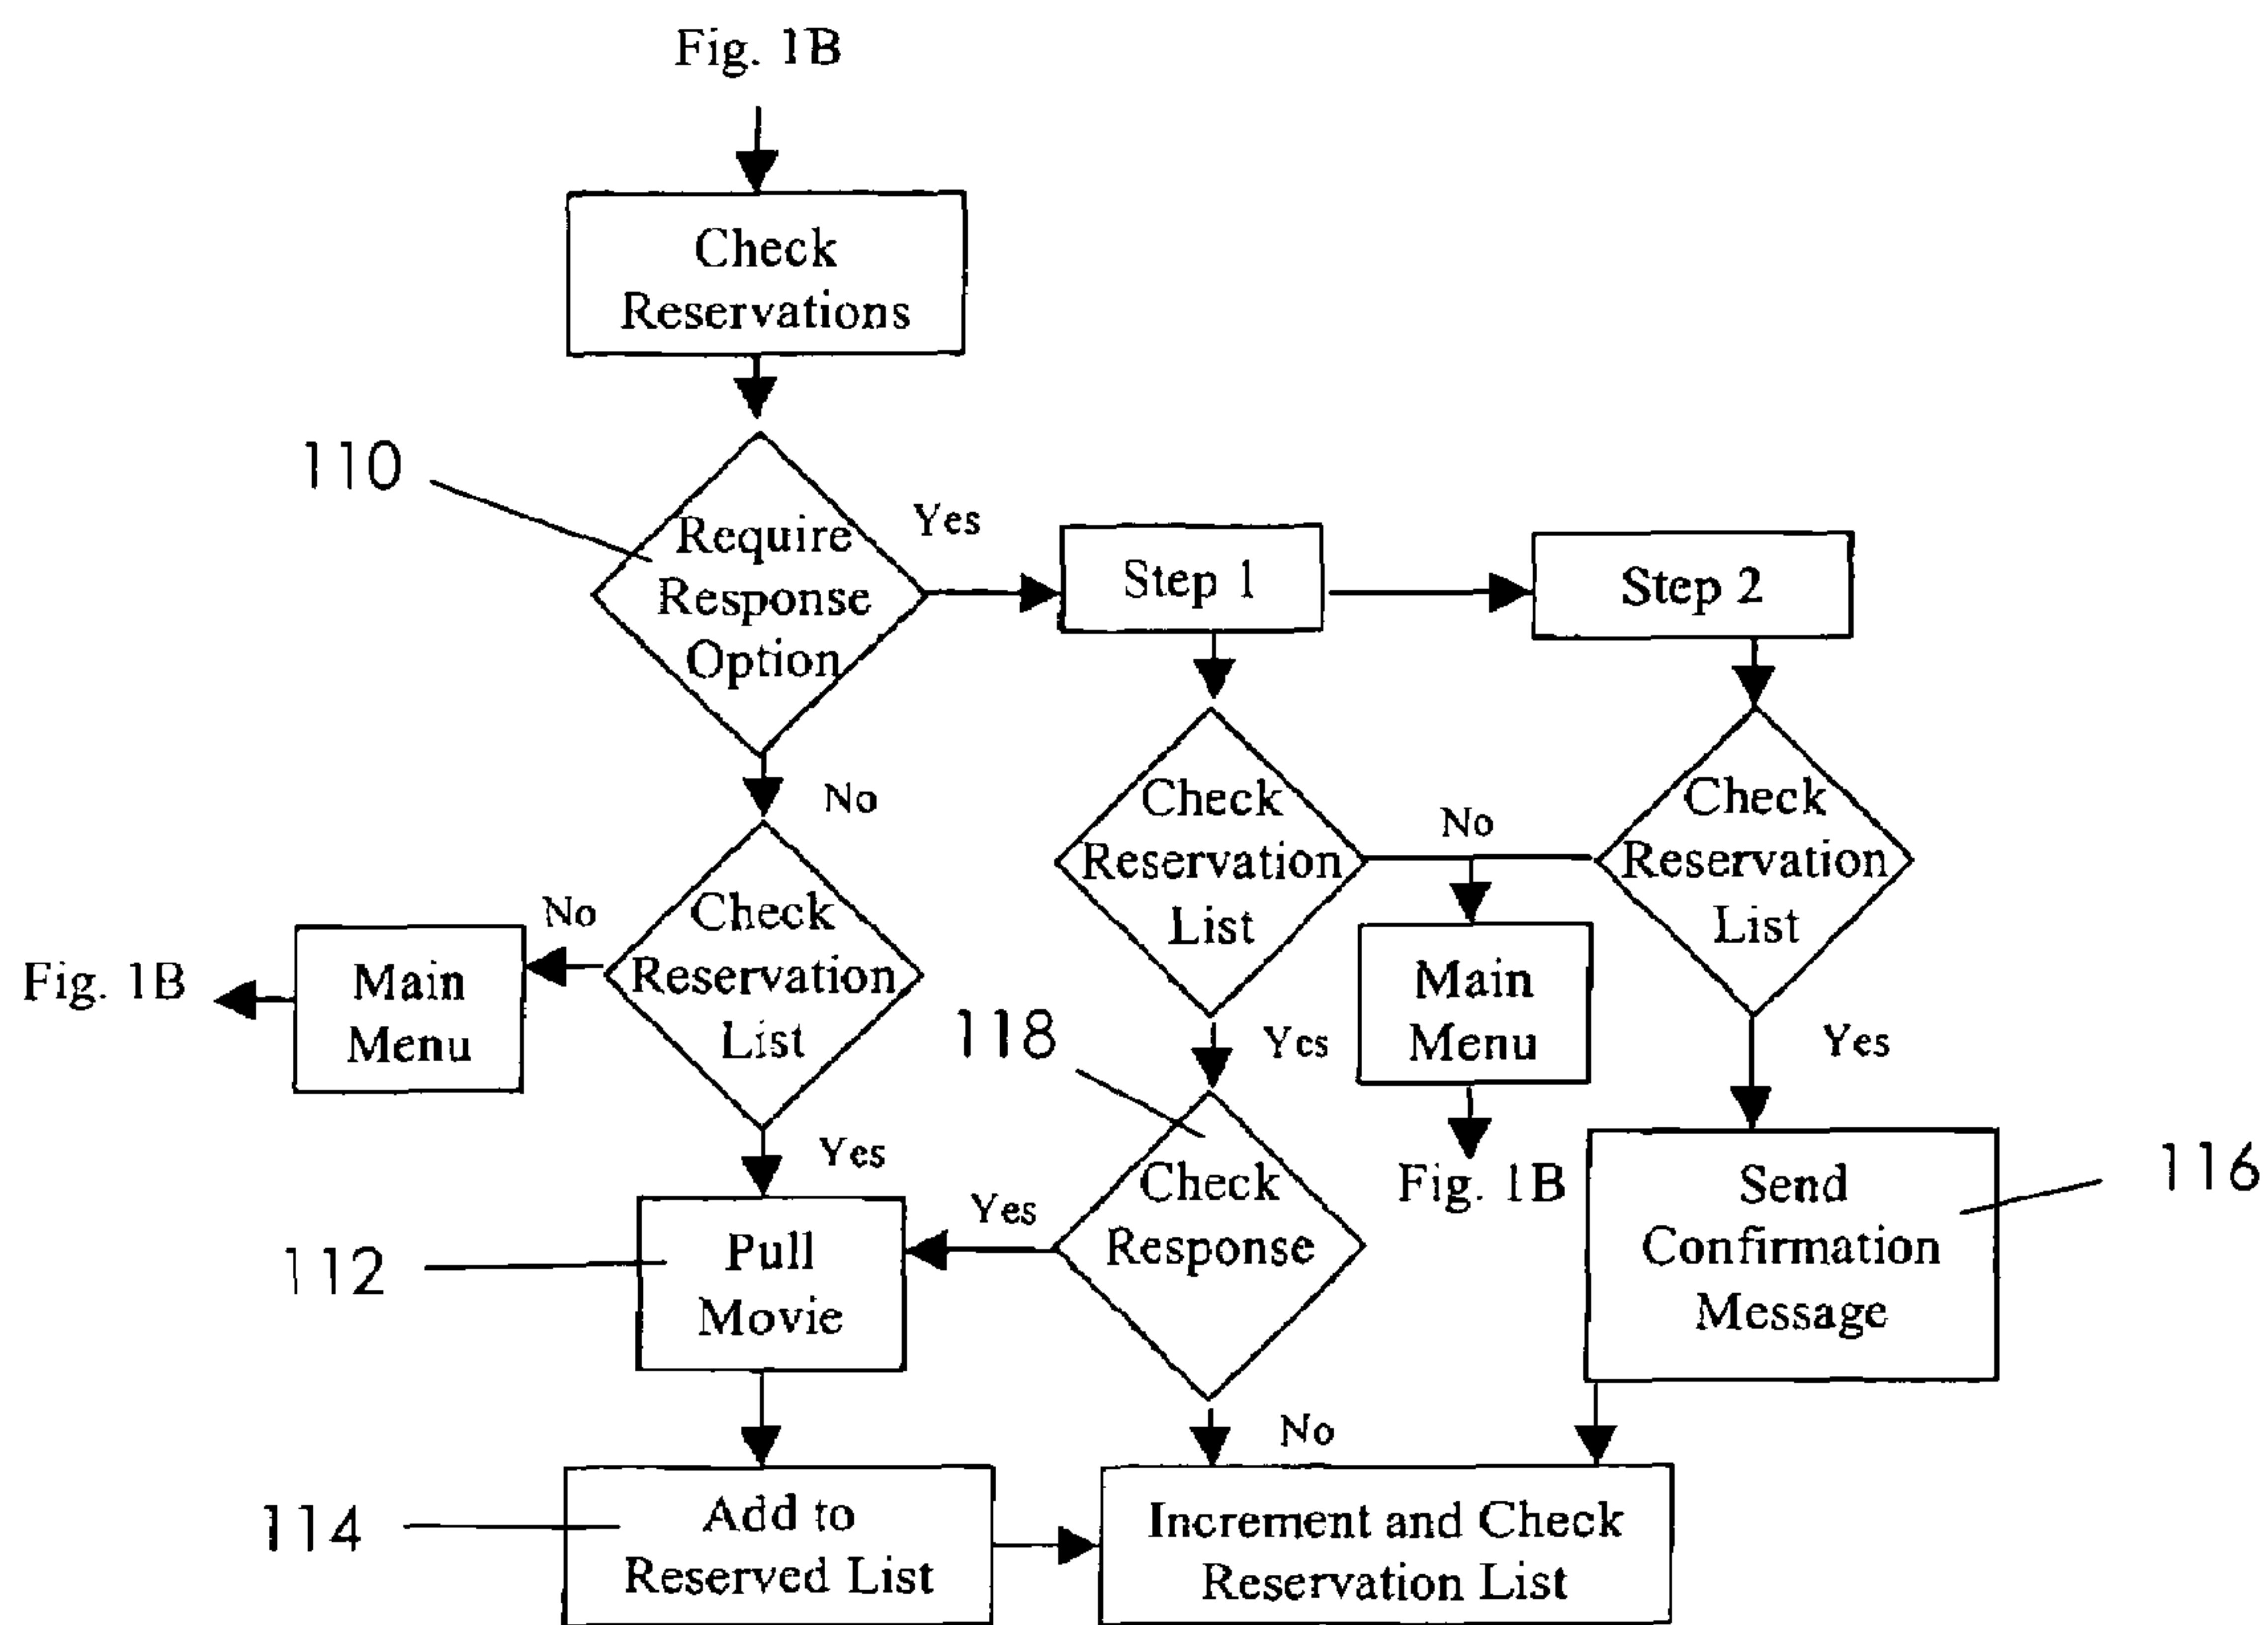 Fig. 1B
Check
Reservations
110
Require
Response
Option
Yes
Step 1
Step 2
No
Check
Reservation
List
No
Check
Reservation
List
Check
Reservation
List
No
Fig. 1B
Main
Menu
118
Yes
Main
Menu
Yes
Yes
112
Pull
Movie
Yes
Check
Response
Fig. 1B
Send
Confirmation
Message
116
114
Add to
Reserved List
No
Increment and Check
Reservation List